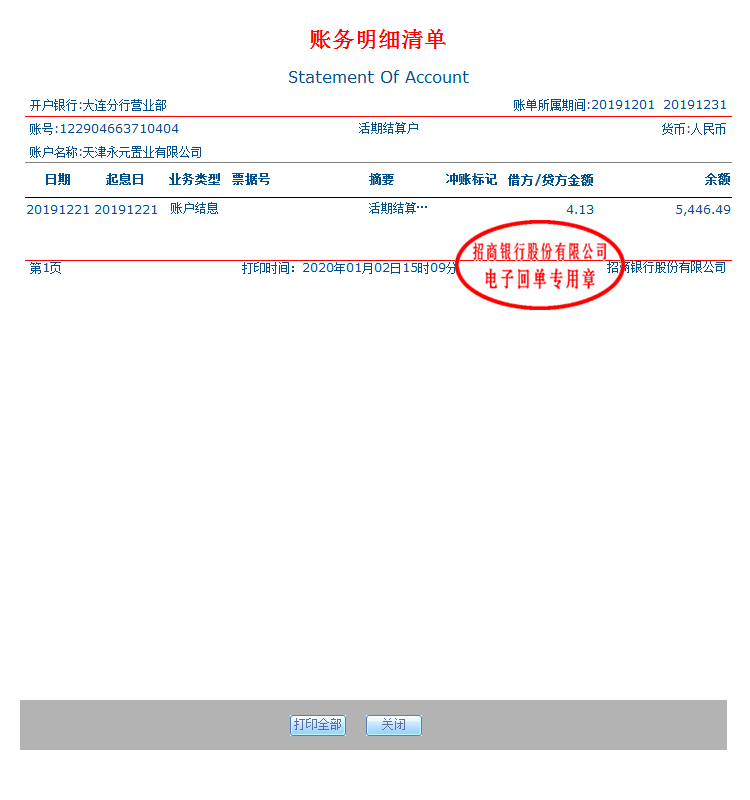 账务明细清单
Statement Of Account
开户银行:大连分行营业部 账单所属期间:20191201 20191231
账号:122904663710404 活期结算户 货币:人民币
账户名称:天津永元置业有限公司
日期 起息日 业务类型 票据号 摘要 冲账标记 借方/贷方金额 余额
20191221 20191221 账户结息 活期结算… 4.13 5,446.49
招商银行股份有限公司
电子回单专用章
第1页 打印时间：2020年01月02日15时09分 招商银行股份有限公司
打印全部 关闭